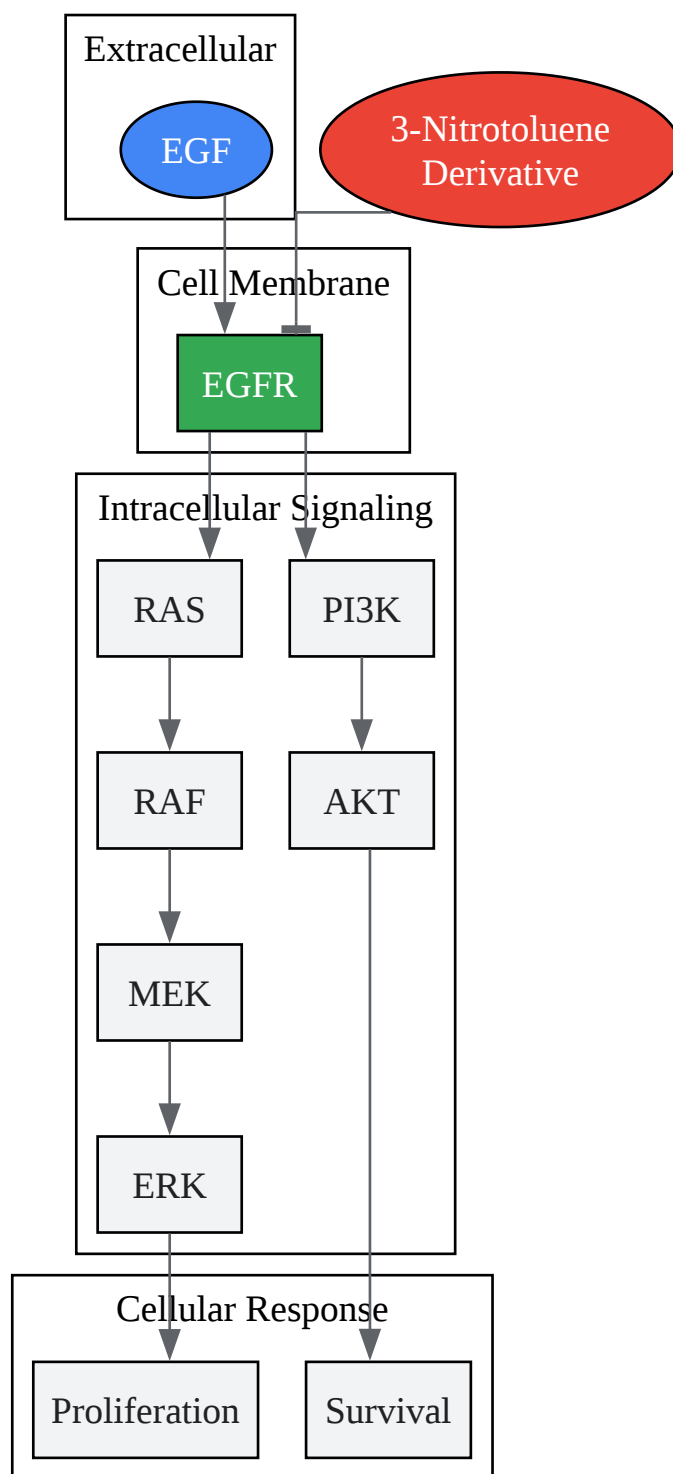 Extracellular
EGF
3-Nitrotoluene
Derivative
Cell Membrane
EGFR
Intracellular Signaling
RAS
PI3K
RAF
AKT
MEK
ERK
Cellular Response
Proliferation
Survival